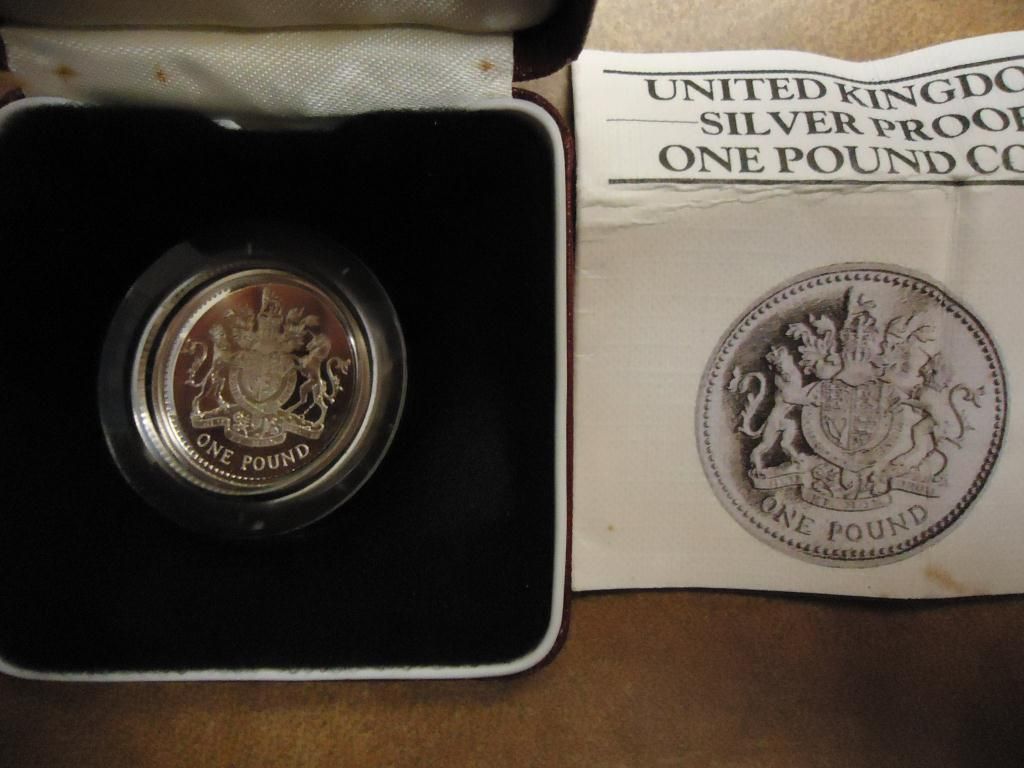 UNITED KINGDO
SILVER PROOF
ONE POUND CO
ONE POUND
ONE POUND